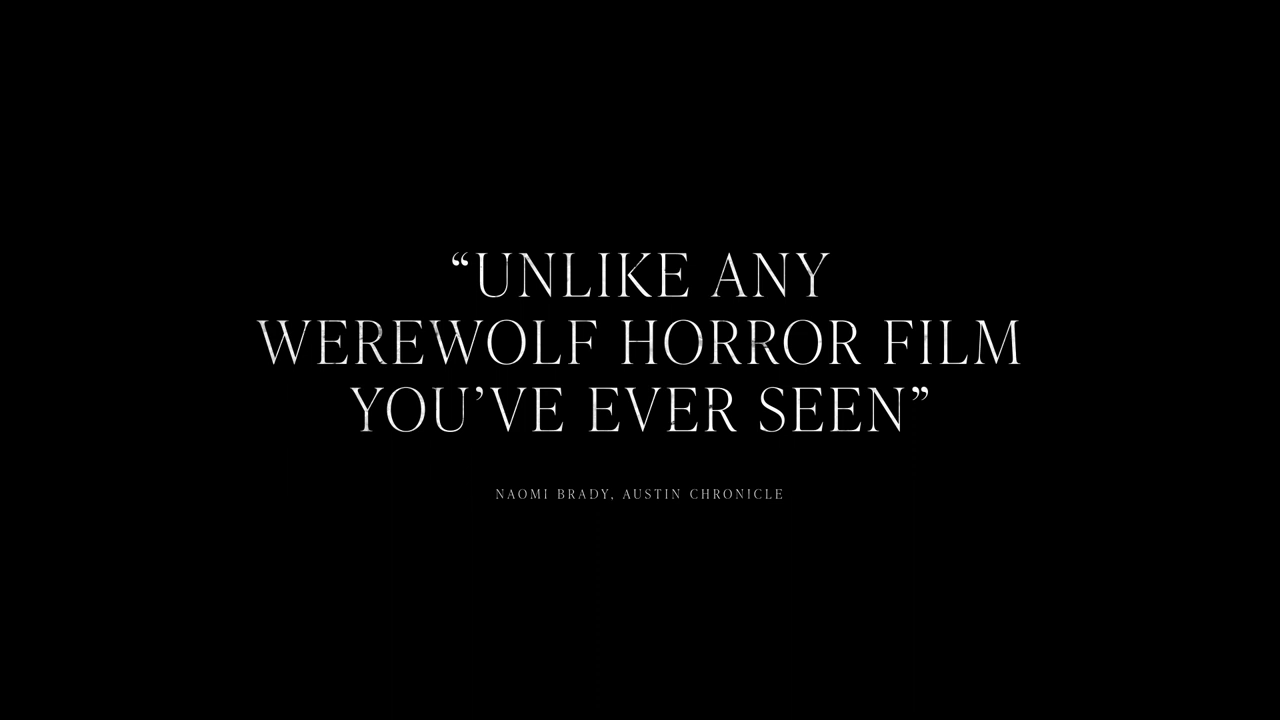 “UNLIKE ANY
WEREWOLF HORROR FILM
YOU’VE EVER SEEN”
NAOMI BRADY, AUSTIN CHRONICLE